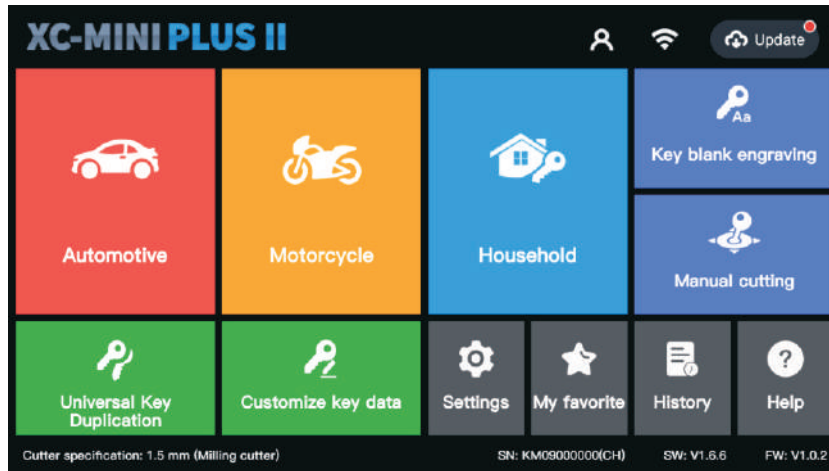 XC-MINI PLUS II
Update
Aa
Key blank engraving
Automotive
Motorcycle
Household
Manual cutting
Universal Key
Duplication
Customize key data
Settings
My favorite
History
?
Help
Cutter specification: 1.5 mm (Milling cutter)
SN: KM09000000(CH)
SW: V1.6.6
FW: V1.0.2